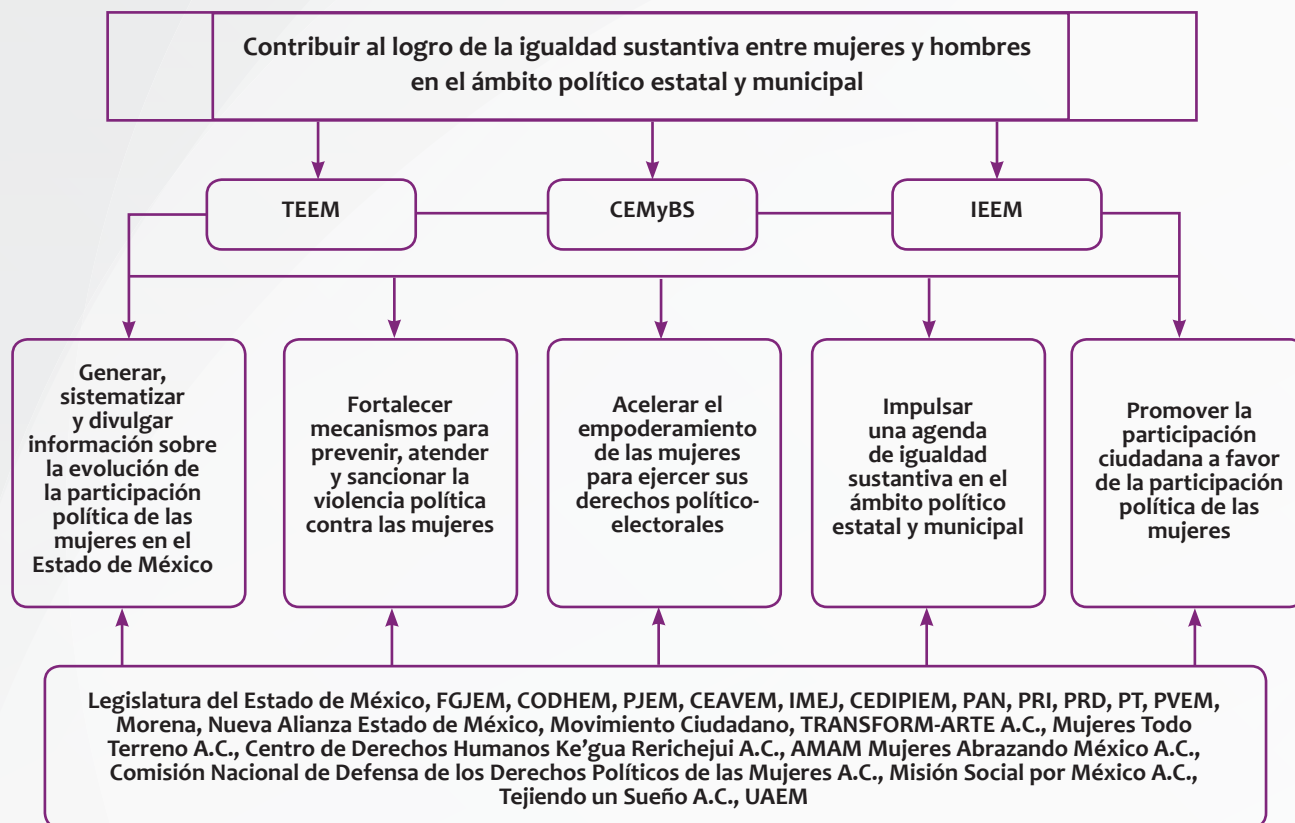 Contribuir al logro de la igualdad sustantiva entre mujeres y hombres
en el ámbito político estatal y municipal
TEEM
CEMyBS
IEEM
Generar,
sistematizar
y divulgar
información sobre
la evolución de
la participación
política de las
mujeres en el
Estado de México
Fortalecer
mecanismos para
prevenir, atender
y sancionar la
violencia política
contra las mujeres
Acelerar el
empoderamiento
de las mujeres
para ejercer sus
derechos político-
electorales
Impulsar
una agenda
de igualdad
sustantiva en el
ámbito político
estatal y municipal
Promover la
participación
ciudadana a favor
de la participación
política de las
mujeres
Legislatura del Estado de México, FGJEM, CODHEM, PJEM, CEAVEM, IMEJ, CEDIPIEM, PAN, PRI, PRD, PT, PVEM,
Morena, Nueva Alianza Estado de México, Movimiento Ciudadano, TRANSFORM-ARTE A.C., Mujeres Todo
Terreno A.C., Centro de Derechos Humanos Ke’gua Rerichejui A.C., AMAM Mujeres Abrazando México A.C.,
Comisión Nacional de Defensa de los Derechos Políticos de las Mujeres A.C., Misión Social por México A.C.,
Tejiendo un Sueño A.C., UAEM